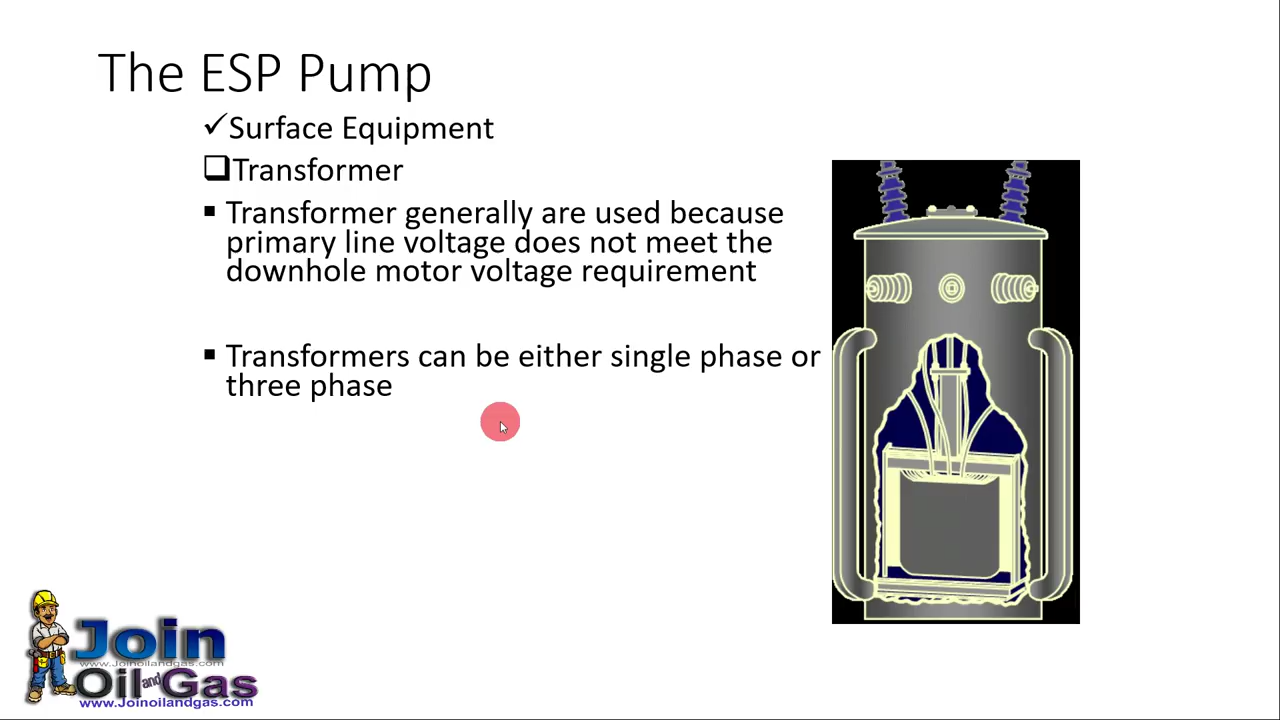 The ESP Pump
✓Surface Equipment
❑Transformer
▪ Transformer generally are used because
primary line voltage does not meet the
downhole motor voltage requirement
▪ Transformers can be either single phase or
three phase
Join
www.Joinoilandgas.com
Oil and Gas
www.Joinoilandgas.com